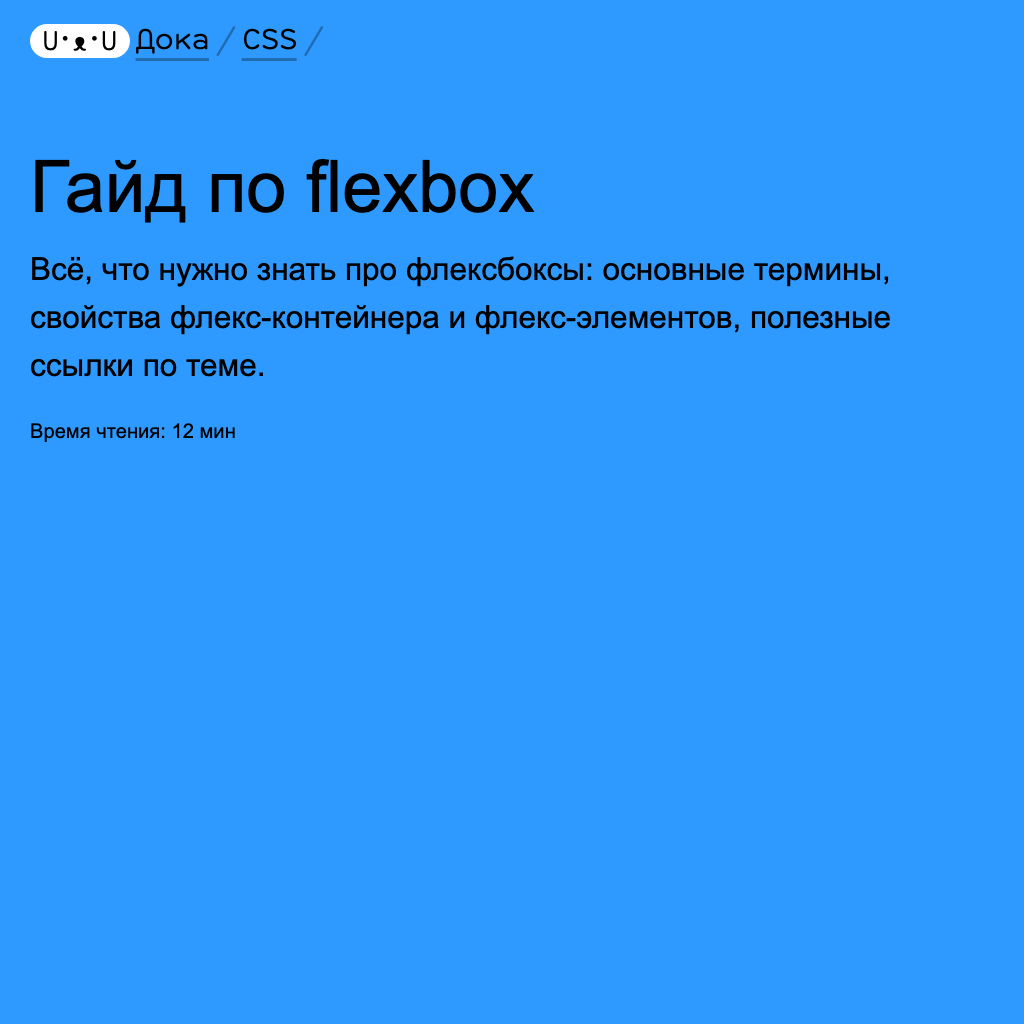 U•ᴥ•U Дока / CSS /
Гайд по flexbox
Всё, что нужно знать про флексбоксы: основные термины,
свойства флекс-контейнера и флекс-элементов, полезные
ссылки по теме.
Время чтения: 12 мин